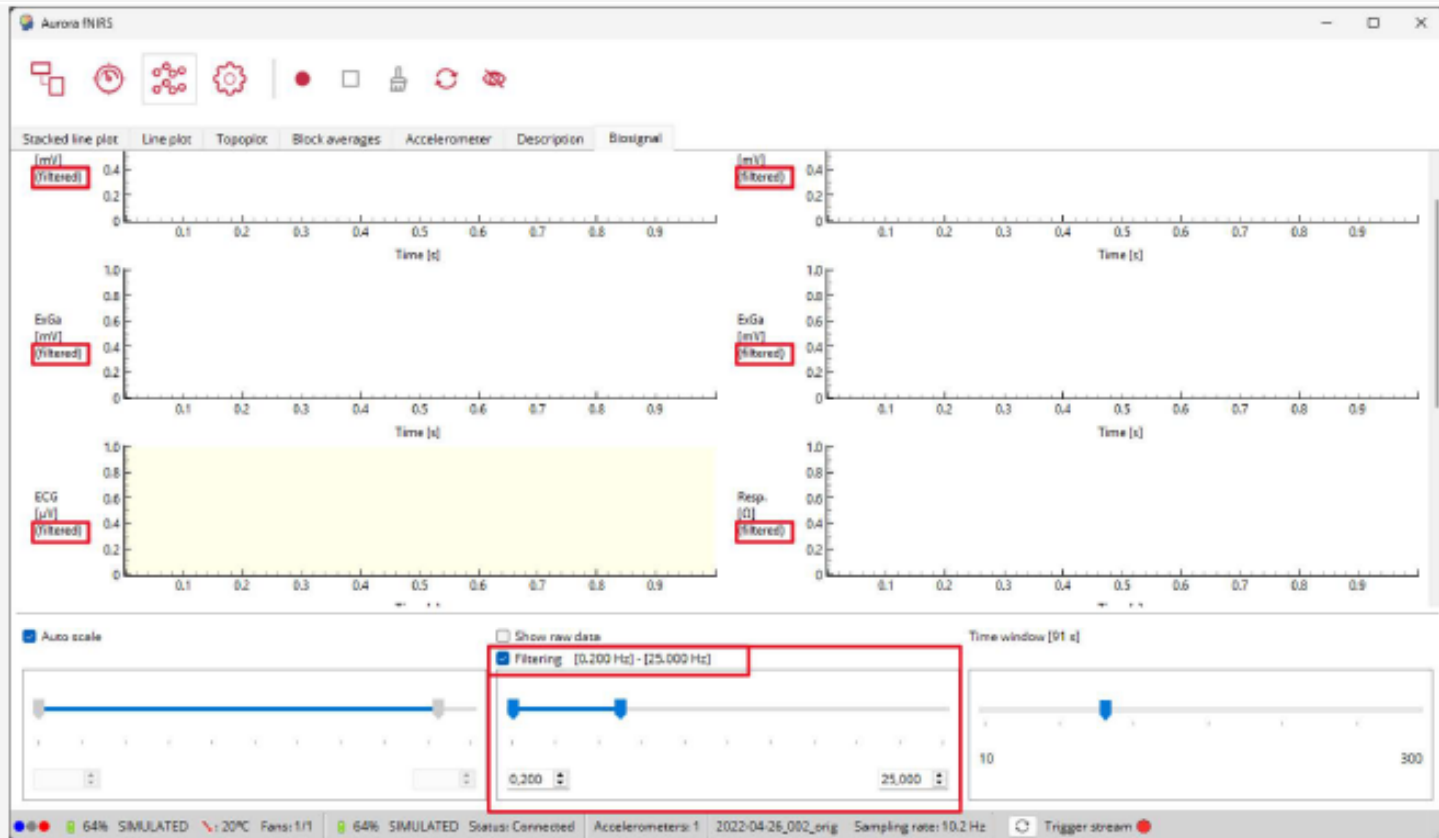 Aurora fNIRS
Stacked line plot Line plot Topoplot Block averages Accelerometer Description Biosignal
[mV]
(filtered)
0.4
0.2
0
0.1 0.2 0.3 0.4 0.5 0.6 0.7 0.8 0.9
Time [s]
[mV]
(filtered)
0.4
0.2
0
0.1 0.2 0.3 0.4 0.5 0.6 0.7 0.8 0.9
Time [s]
ExGa
[mV]
(filtered)
1.0
0.8
0.6
0.4
0.2
0
0.1 0.2 0.3 0.4 0.5 0.6 0.7 0.8 0.9
Time [s]
ExGa
[mV]
(filtered)
1.0
0.8
0.6
0.4
0.2
0
0.1 0.2 0.3 0.4 0.5 0.6 0.7 0.8 0.9
Time [s]
ECG
[µV]
(filtered)
1.0
0.8
0.6
0.4
0.2
0
0.1 0.2 0.3 0.4 0.5 0.6 0.7 0.8 0.9
Resp.
[Ω]
(filtered)
1.0
0.8
0.6
0.4
0.2
0
0.1 0.2 0.3 0.4 0.5 0.6 0.7 0.8 0.9
Auto scale
Show raw data
Filtering [0.200 Hz] - [25.000 Hz]
0,200 25,000
Time window [91 s]
10 300
64% SIMULATED : 20°C Fans: 1/1 64% SIMULATED Status: Connected Accelerometers: 1 2022-04-26_002_orig Sampling rate: 10.2 Hz Trigger stream